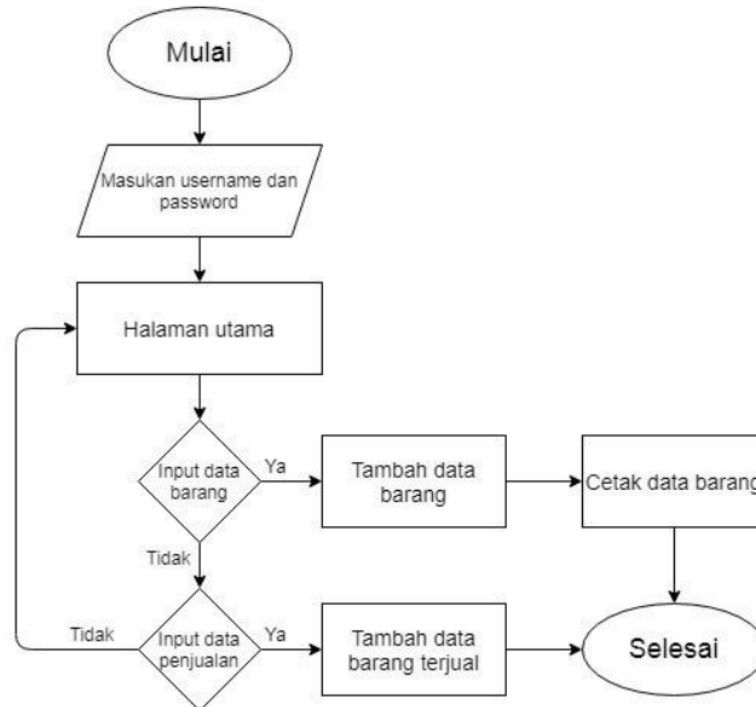 Mulai
Masukan username dan
password
Halaman utama
Input data
barang
Ya
Tambah data
barang
Cetak data barang
Tidak
Tidak
Input data
penjualan
Ya
Tambah data
barang terjual
Selesai